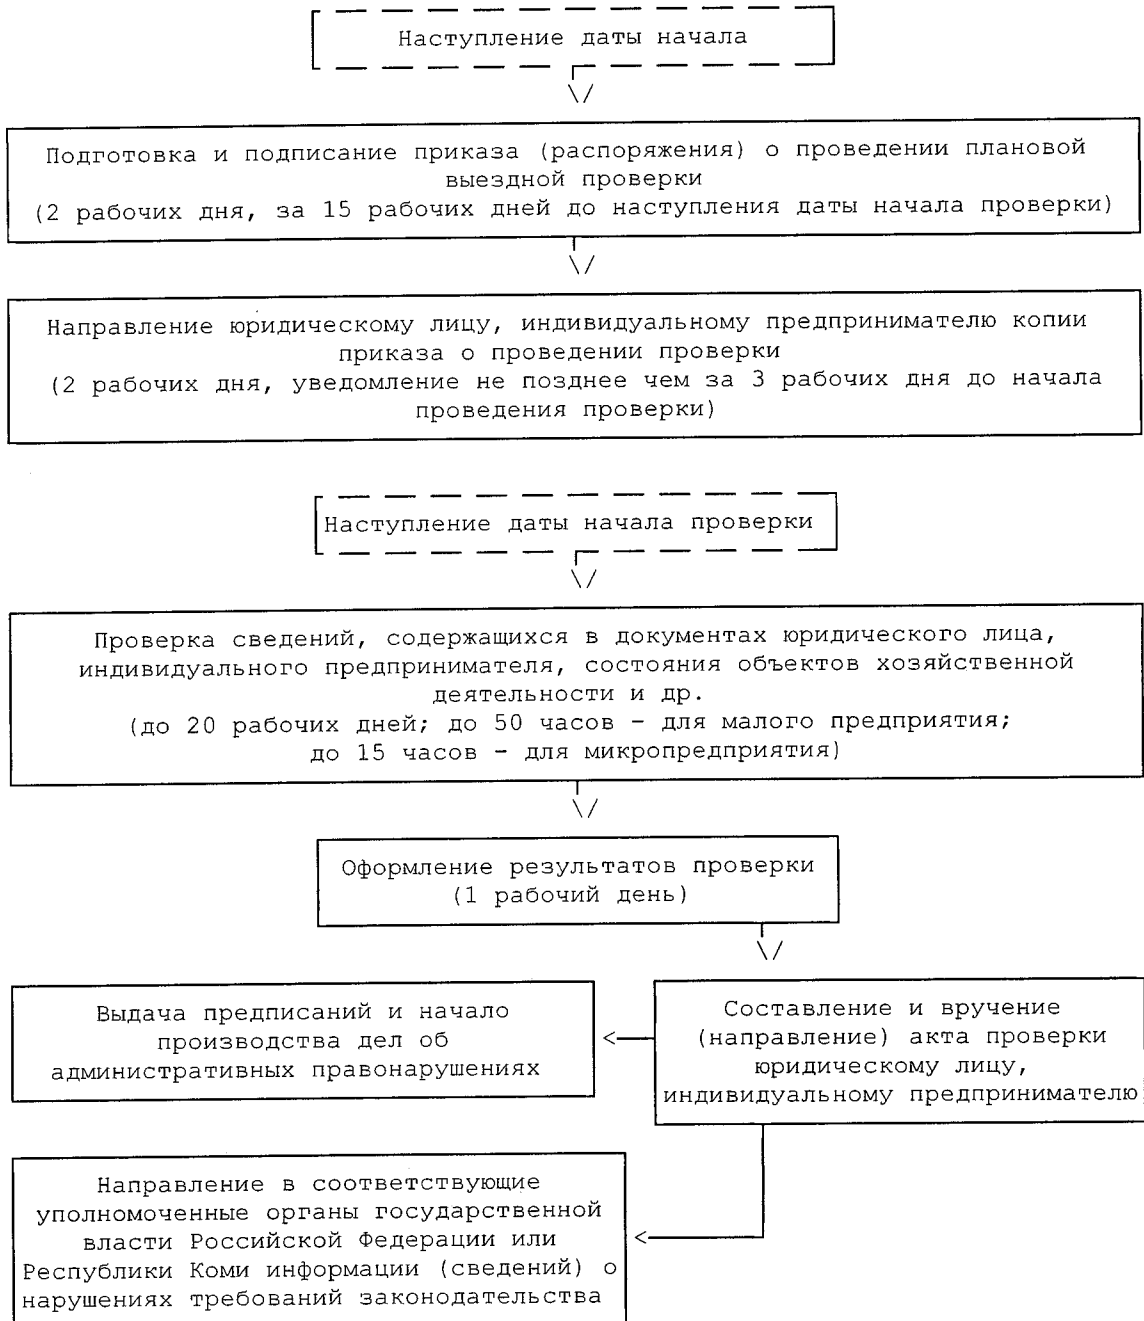 Наступление даты начала
Подготовка и подписание приказа (распоряжения) о проведении плановой
выездной проверки
(2 рабочих дня, за 15 рабочих дней до наступления даты начала проверки)
Направление юридическому лицу, индивидуальному предпринимателю копии
приказа о проведении проверки
(2 рабочих дня, уведомление не позднее чем за 3 рабочих дня до начала
проведения проверки)
Наступление даты начала проверки
Проверка сведений, содержащихся в документах юридического лица,
индивидуального предпринимателя, состояния объектов хозяйственной
деятельности и др.
(до 20 рабочих дней; до 50 часов - для малого предприятия;
до 15 часов - для микропредприятия)
Оформление результатов проверки
(1 рабочий день)
Выдача предписаний и начало
производства дел об
административных правонарушениях
Составление и вручение
(направление) акта проверки
юридическому лицу,
индивидуальному предпринимателю
Направление в соответствующие
уполномоченные органы государственной
власти Российской Федерации или
Республики Коми информации (сведений) о
нарушениях требований законодательства